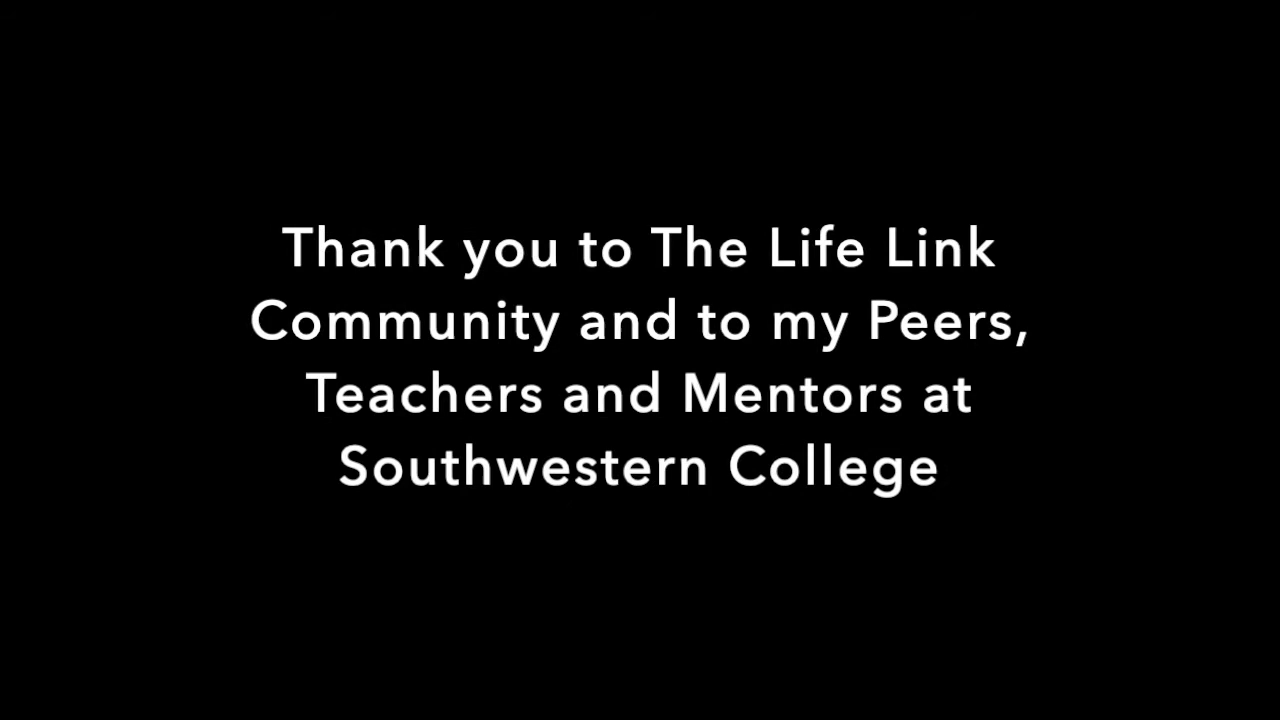 Thank you to The Life Link
Community and to my Peers,
Teachers and Mentors at
Southwestern College